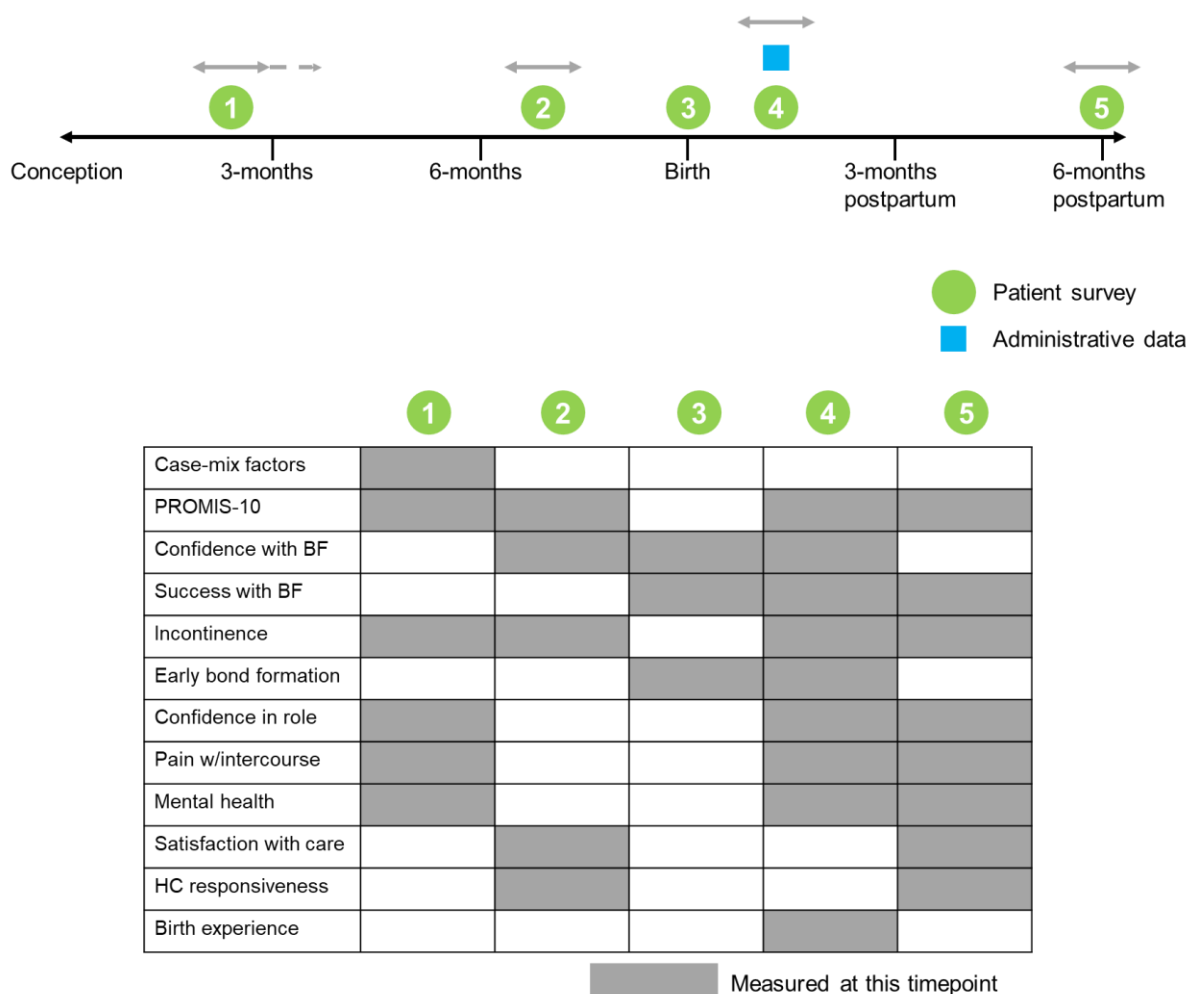 1
2
3
4
5
Conception
3-months
6-months
Birth
3-months
postpartum
6-months
postpartum
Patient survey
Administrative data
1
2
3
4
5
Case-mix factors
PROMIS-10
Confidence with BF
Success with BF
Incontinence
Early bond formation
Confidence in role
Pain w/intercourse
Mental health
Satisfaction with care
HC responsiveness
Birth experience
Measured at this timepoint